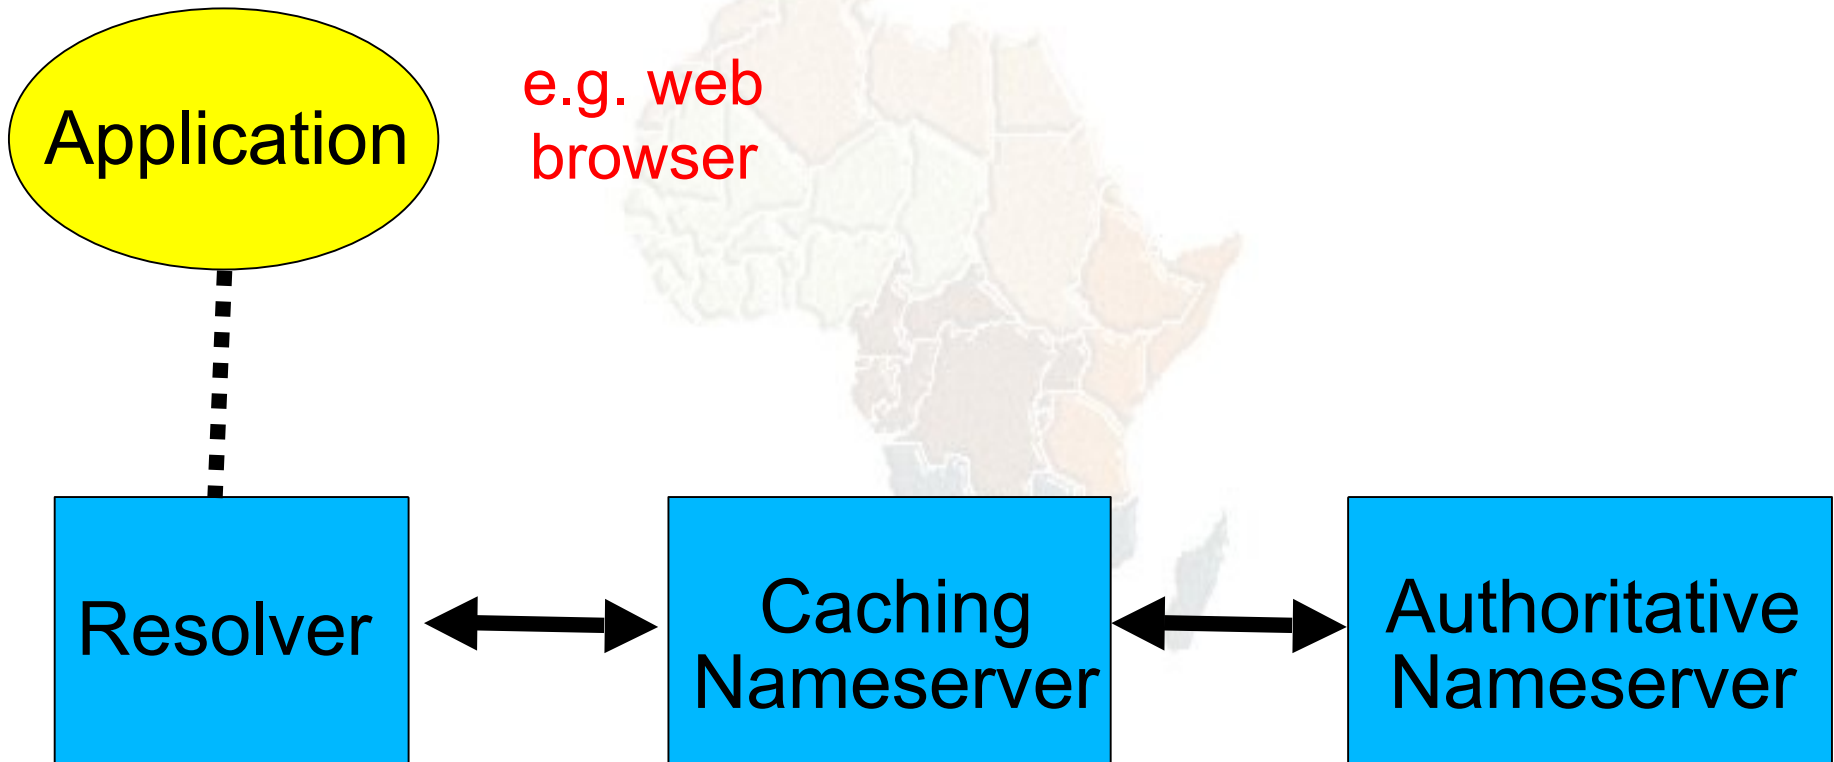 Application
e.g. web
browser
Resolver
Caching
Nameserver
Authoritative
Nameserver